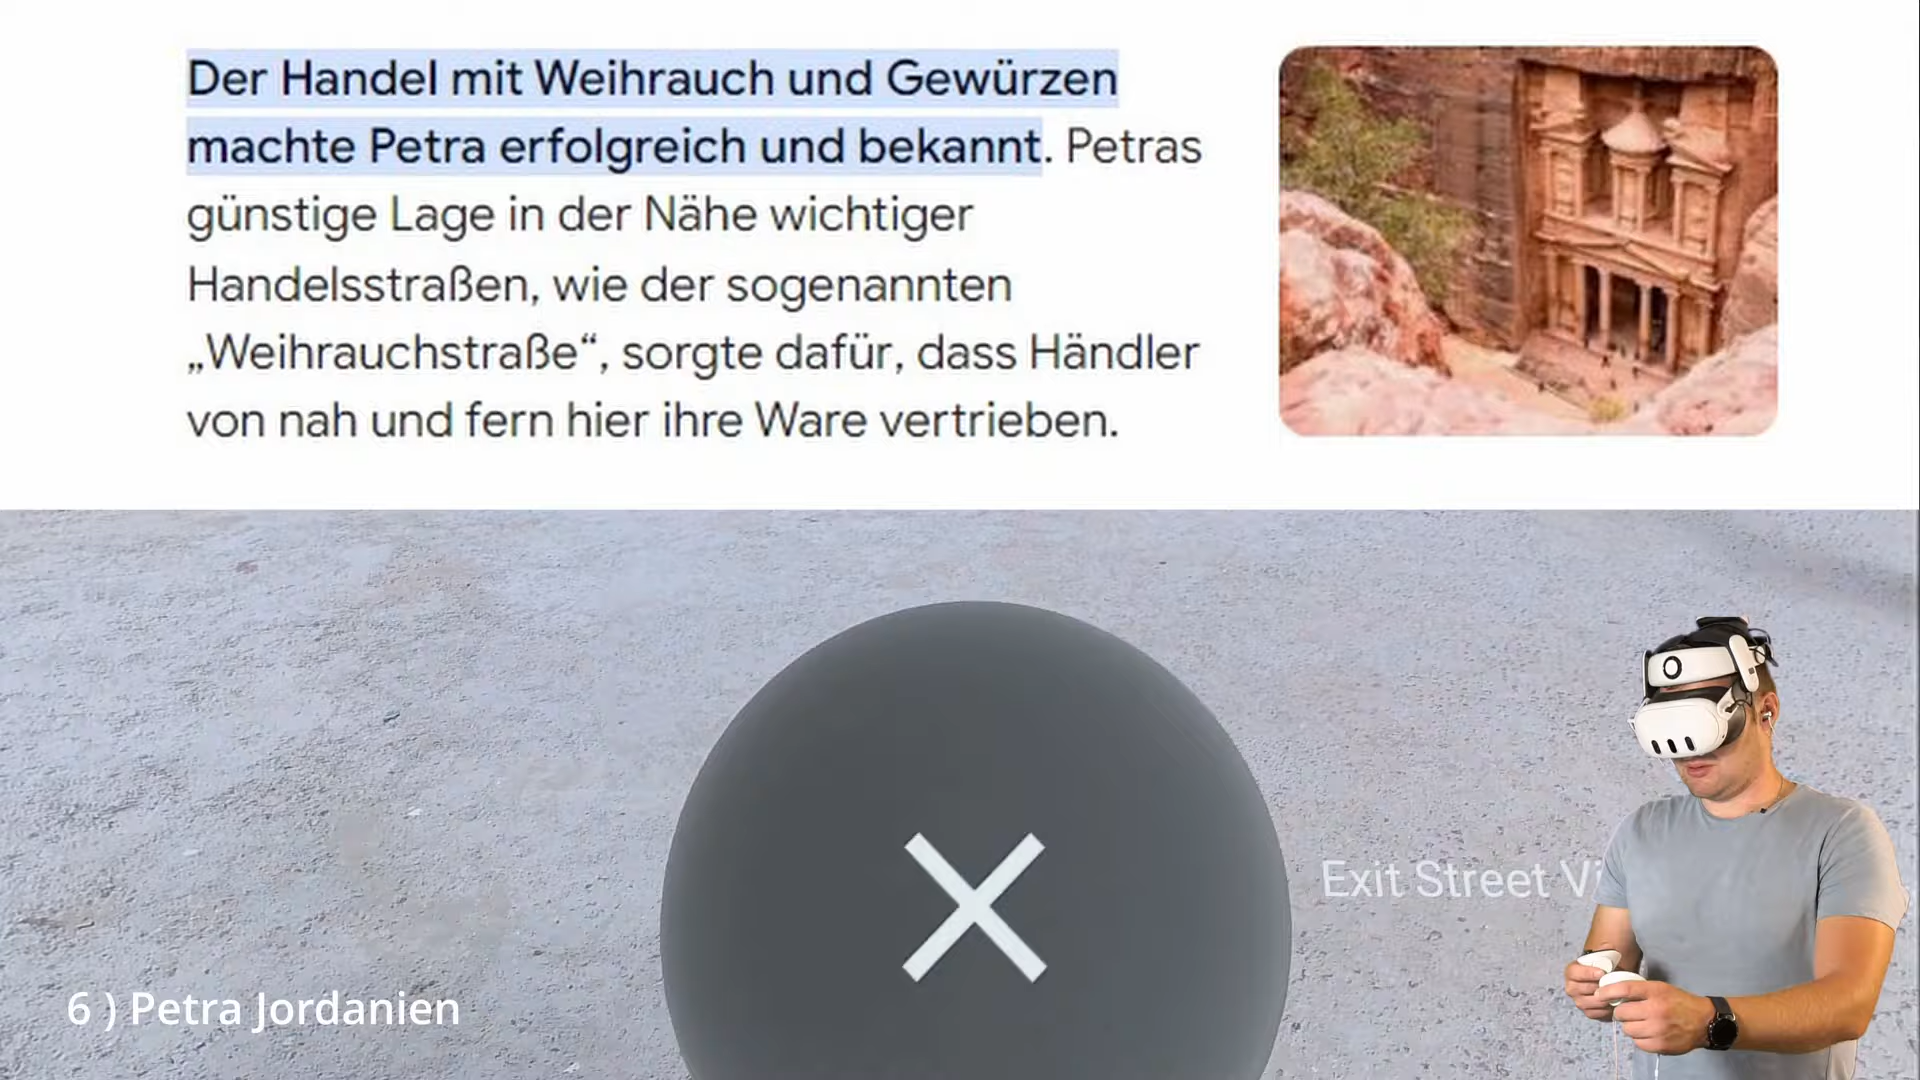 Der Handel mit Weihrauch und Gewürzen
machte Petra erfolgreich und bekannt. Petras
günstige Lage in der Nähe wichtiger
Handelsstraßen, wie der sogenannten
„Weihrauchstraße“, sorgte dafür, dass Händler
von nah und fern hier ihre Ware vertrieben.
Exit Street Vi
6 ) Petra Jordanien